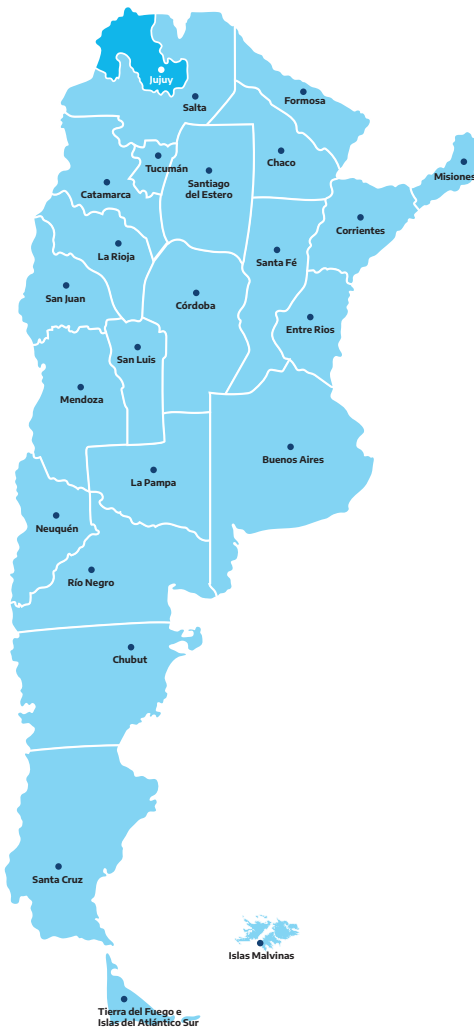 Jujuy
Salta
Formosa
Chaco
Tucumán
Misiones
Santiago
del Estero
Catamarca
Corrientes
La Rioja
Santa Fé
San Juan
Córdoba
Entre Rios
San Luis
Mendoza
Buenos Aires
La Pampa
Neuquén
Río Negro
Chubut
Santa Cruz
Islas Malvinas
Tierra del Fuego e
Islas del Atlántico Sur